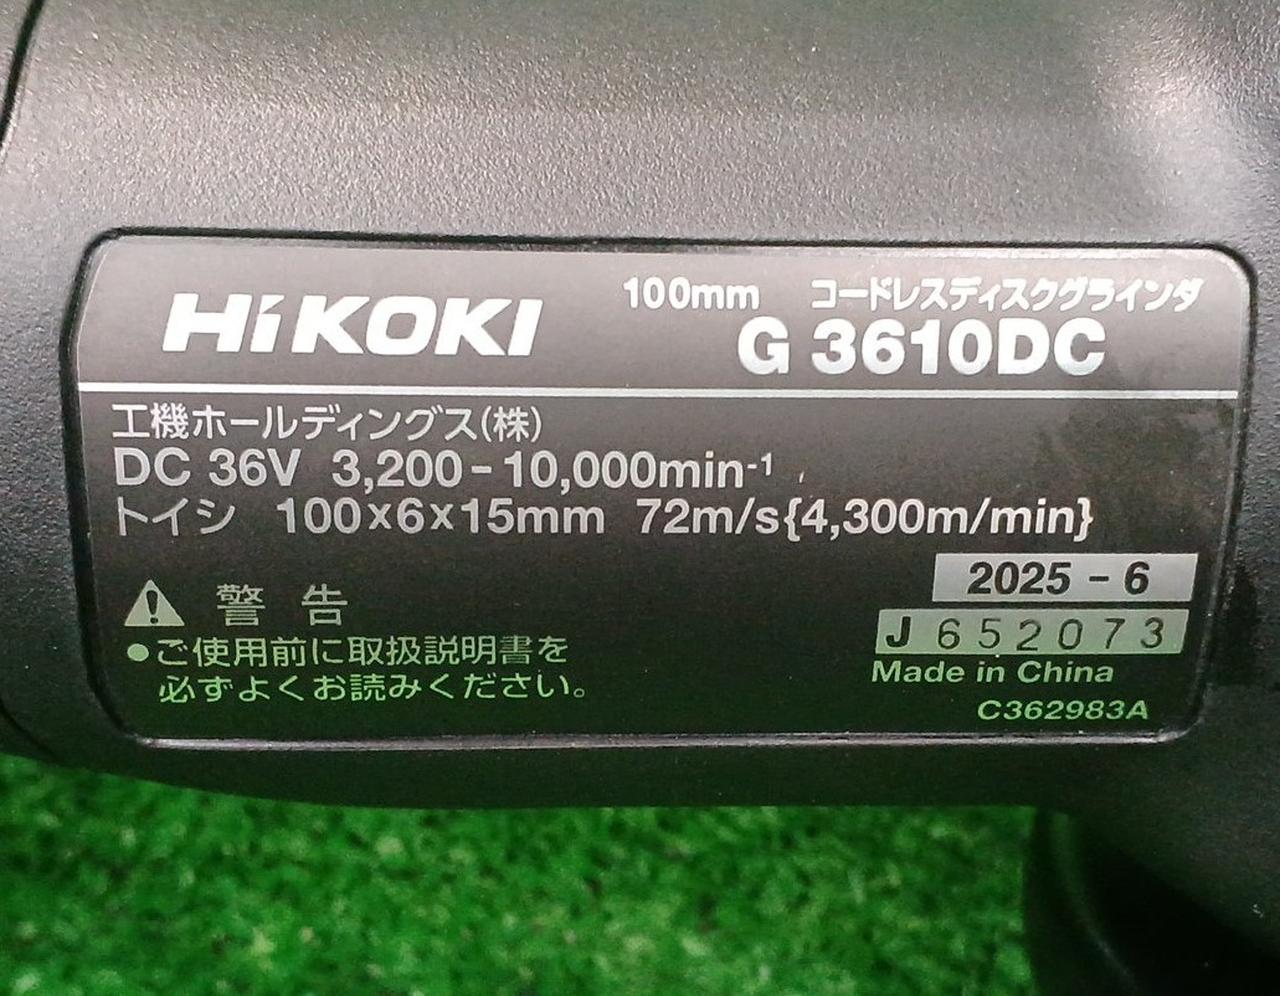 HiKOKI
100mm コードレスディスクグラインダ
G 3610DC
工機ホールディングス(株)
DC 36V 3,200-10,000min-1
トイシ 100×6×15mm 72m/s{4,300m/min}
2025 - 6
警 告
J 652073
●ご使用前に取扱説明書を
必ずよくお読みください。
Made in China
C362983A